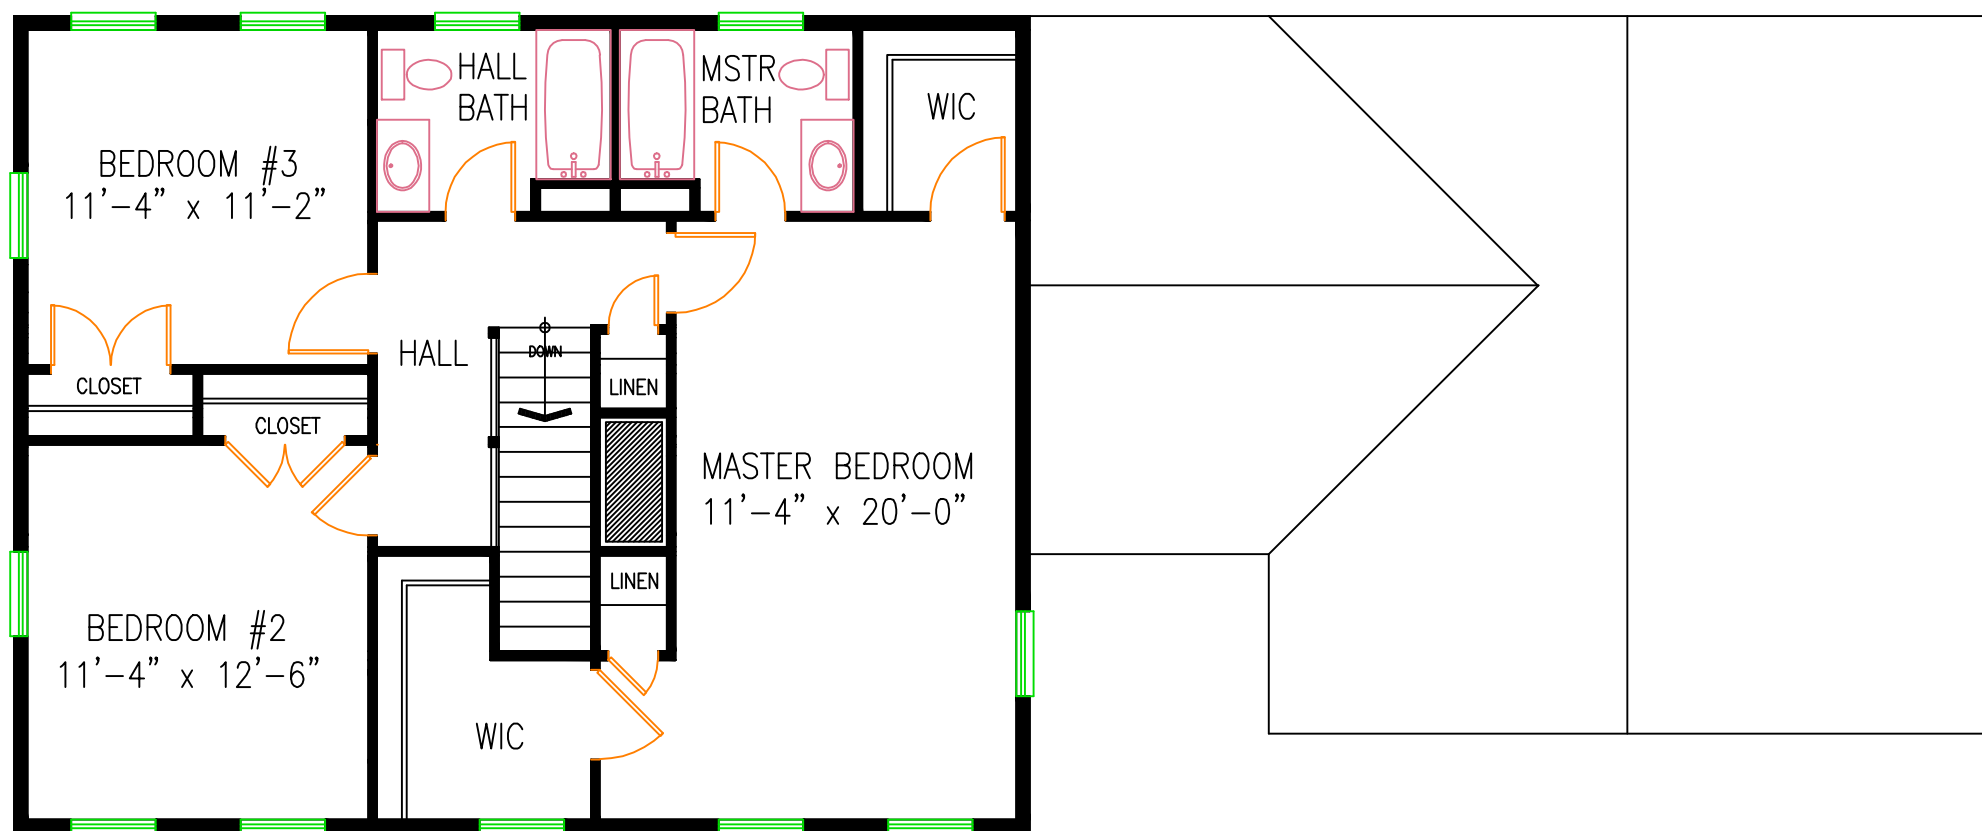 HALL
BATH
MSTR
BATH
WIC
BEDROOM #3
11'-4" x 11'-2"
HALL
DOWN
CLOSET
LINEN
CLOSET
MASTER BEDROOM
11'-4" x 20'-0"
LINEN
BEDROOM #2
11'-4" x 12'-6"
WIC